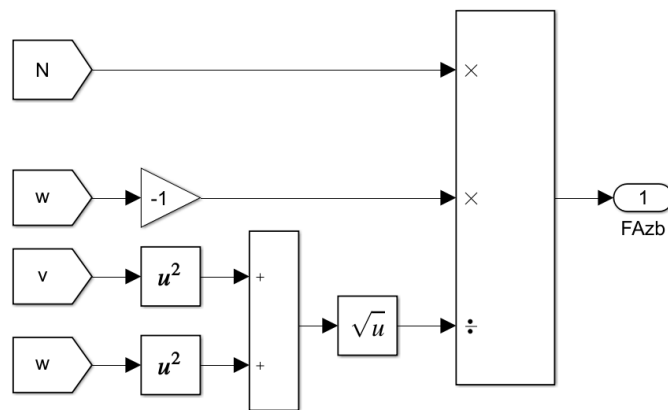 N
×
w
-1
×
1
FAzb
v
u²
+
√u
÷
w
u²
+